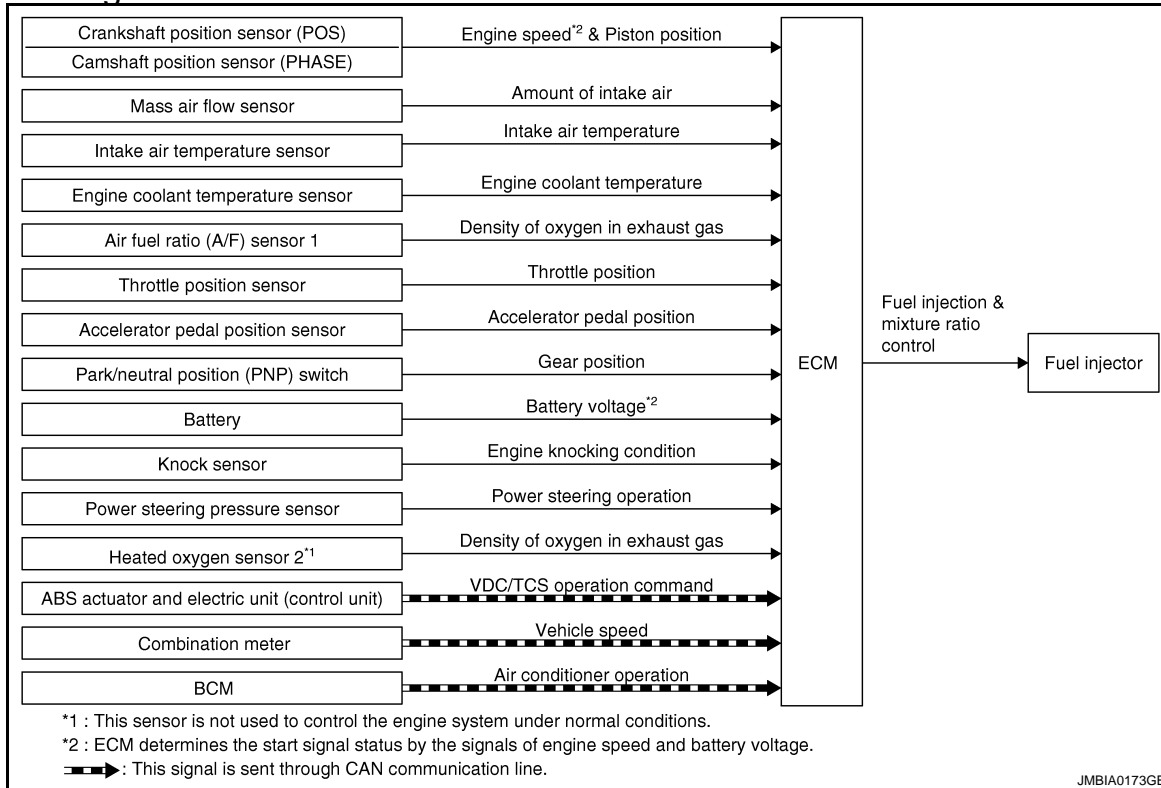 Crankshaft position sensor (POS)
Engine speed*2 & Piston position
Camshaft position sensor (PHASE)
Mass air flow sensor
Amount of intake air
Intake air temperature sensor
Intake air temperature
Engine coolant temperature sensor
Engine coolant temperature
Air fuel ratio (A/F) sensor 1
Density of oxygen in exhaust gas
Throttle position sensor
Throttle position
Accelerator pedal position sensor
Accelerator pedal position
Park/neutral position (PNP) switch
Gear position
Battery
Battery voltage*2
Knock sensor
Engine knocking condition
Power steering pressure sensor
Power steering operation
Heated oxygen sensor 2*1
Density of oxygen in exhaust gas
ABS actuator and electric unit (control unit)
VDC/TCS operation command
Combination meter
Vehicle speed
BCM
Air conditioner operation
ECM
Fuel injection &
mixture ratio
control
Fuel injector
*1 : This sensor is not used to control the engine system under normal conditions.
*2 : ECM determines the start signal status by the signals of engine speed and battery voltage.
: This signal is sent through CAN communication line.